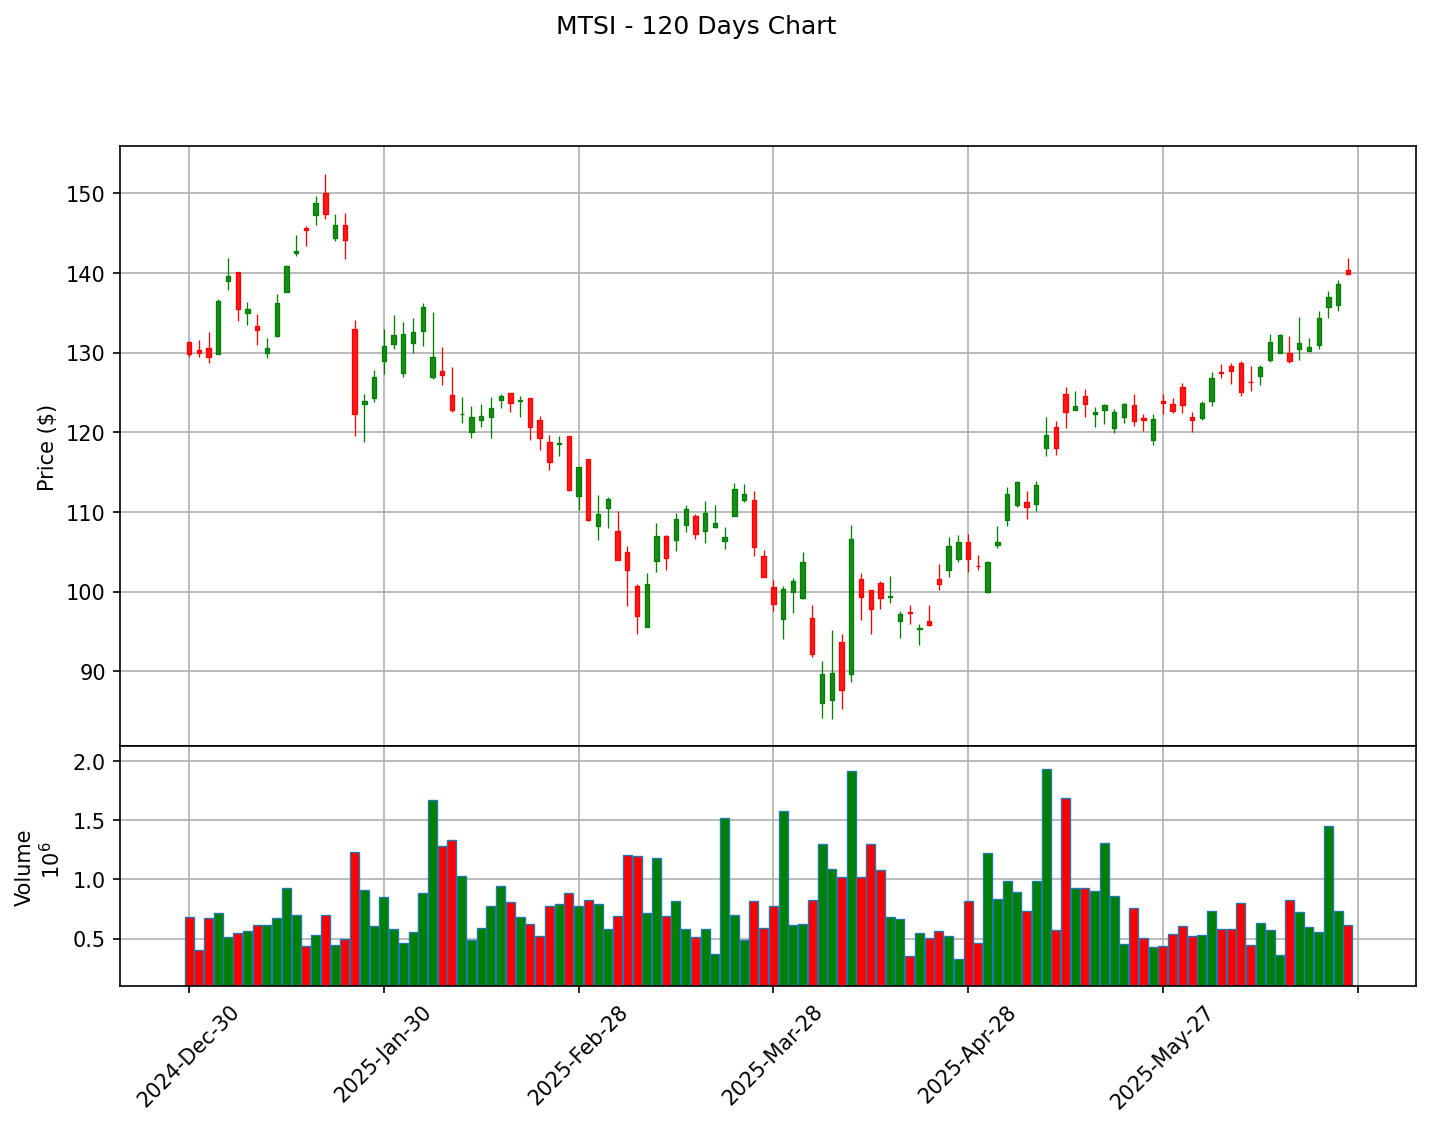 MTSI - 120 Days Chart
150
140
130
120
110
100
90
Price ($)
2.0
1.5
1.0
0.5
Volume
10^6
2024-Dec-30
2025-Jan-30
2025-Feb-28
2025-Mar-28
2025-Apr-28
2025-May-27